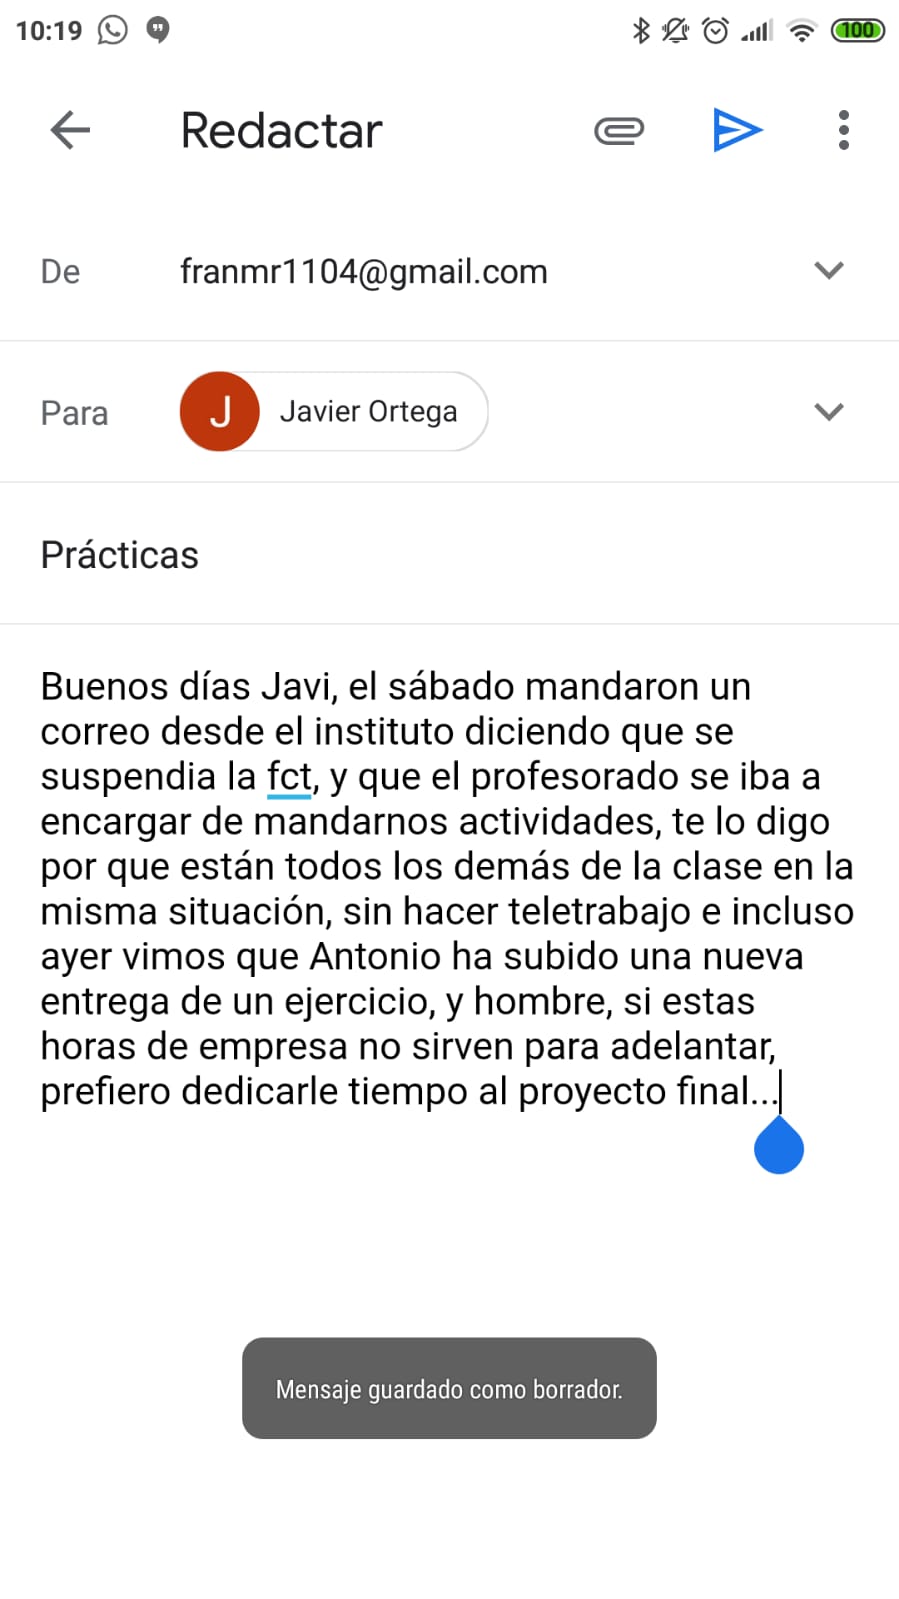 10:19
100
Redactar
De franmr1104@gmail.com
Para J Javier Ortega
Prácticas
Buenos días Javi, el sábado mandaron un
correo desde el instituto diciendo que se
suspendia la fct, y que el profesorado se iba a
encargar de mandarnos actividades, te lo digo
por que están todos los demás de la clase en la
misma situación, sin hacer teletrabajo e incluso
ayer vimos que Antonio ha subido una nueva
entrega de un ejercicio, y hombre, si estas
horas de empresa no sirven para adelantar,
prefiero dedicarle tiempo al proyecto final...
Mensaje guardado como borrador.